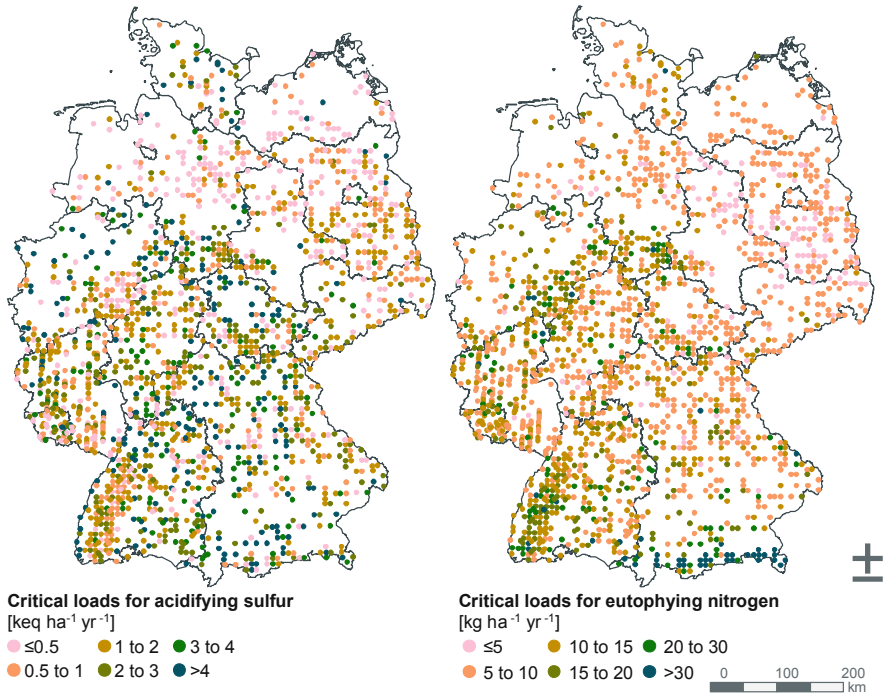 Critical loads for acidifying sulfur
[keq ha⁻¹ yr⁻¹]
≤0.5 1 to 2 3 to 4
0.5 to 1 2 to 3 >4
Critical loads for eutophying nitrogen
[kg ha⁻¹ yr⁻¹]
≤5 10 to 15 20 to 30
5 to 10 15 to 20 >30
±
0 100 200
km